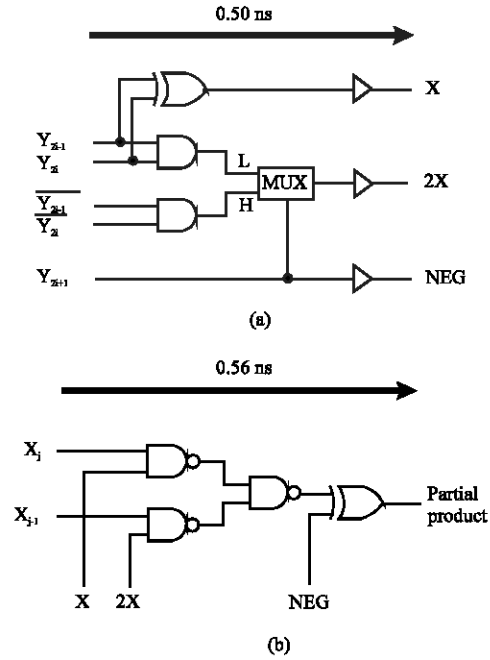 0.50 ns
X
Y2i-1
Y2i
L
MUX
2X
Y2i-1
Y2i
H
Y2i+1
NEG
(a)
0.56 ns
Xj
Xj-1
Partial
product
X
2X
NEG
(b)